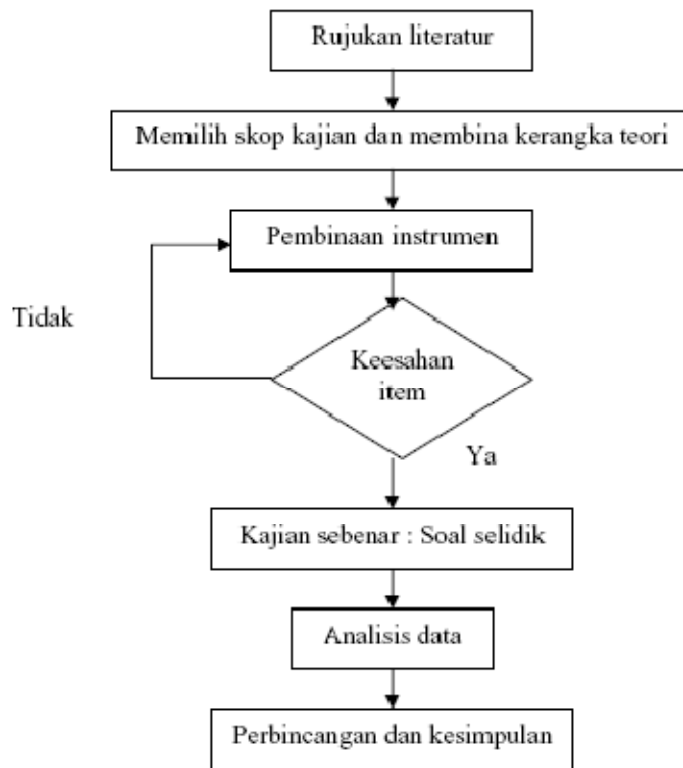 Rujukan literatur
Memilih skop kajian dan membina kerangka teori
Pembinaan instrumen
Tidak
Keesahan
item
Ya
Kajian sebenar : Soal selidik
Analisis data
Perbincangan dan kesimpulan